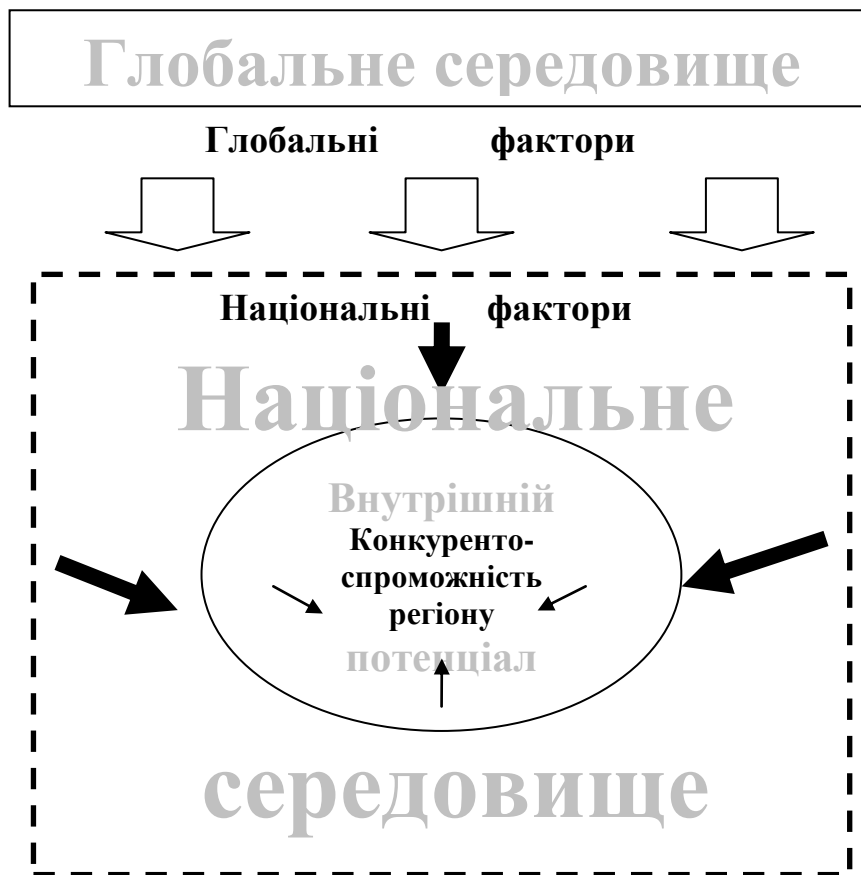 Глобальне середовище
Глобальні фактори
Національні фактори
Національне
Внутрішній
Конкуренто-
спроможність
регіону
потенціал
середовище